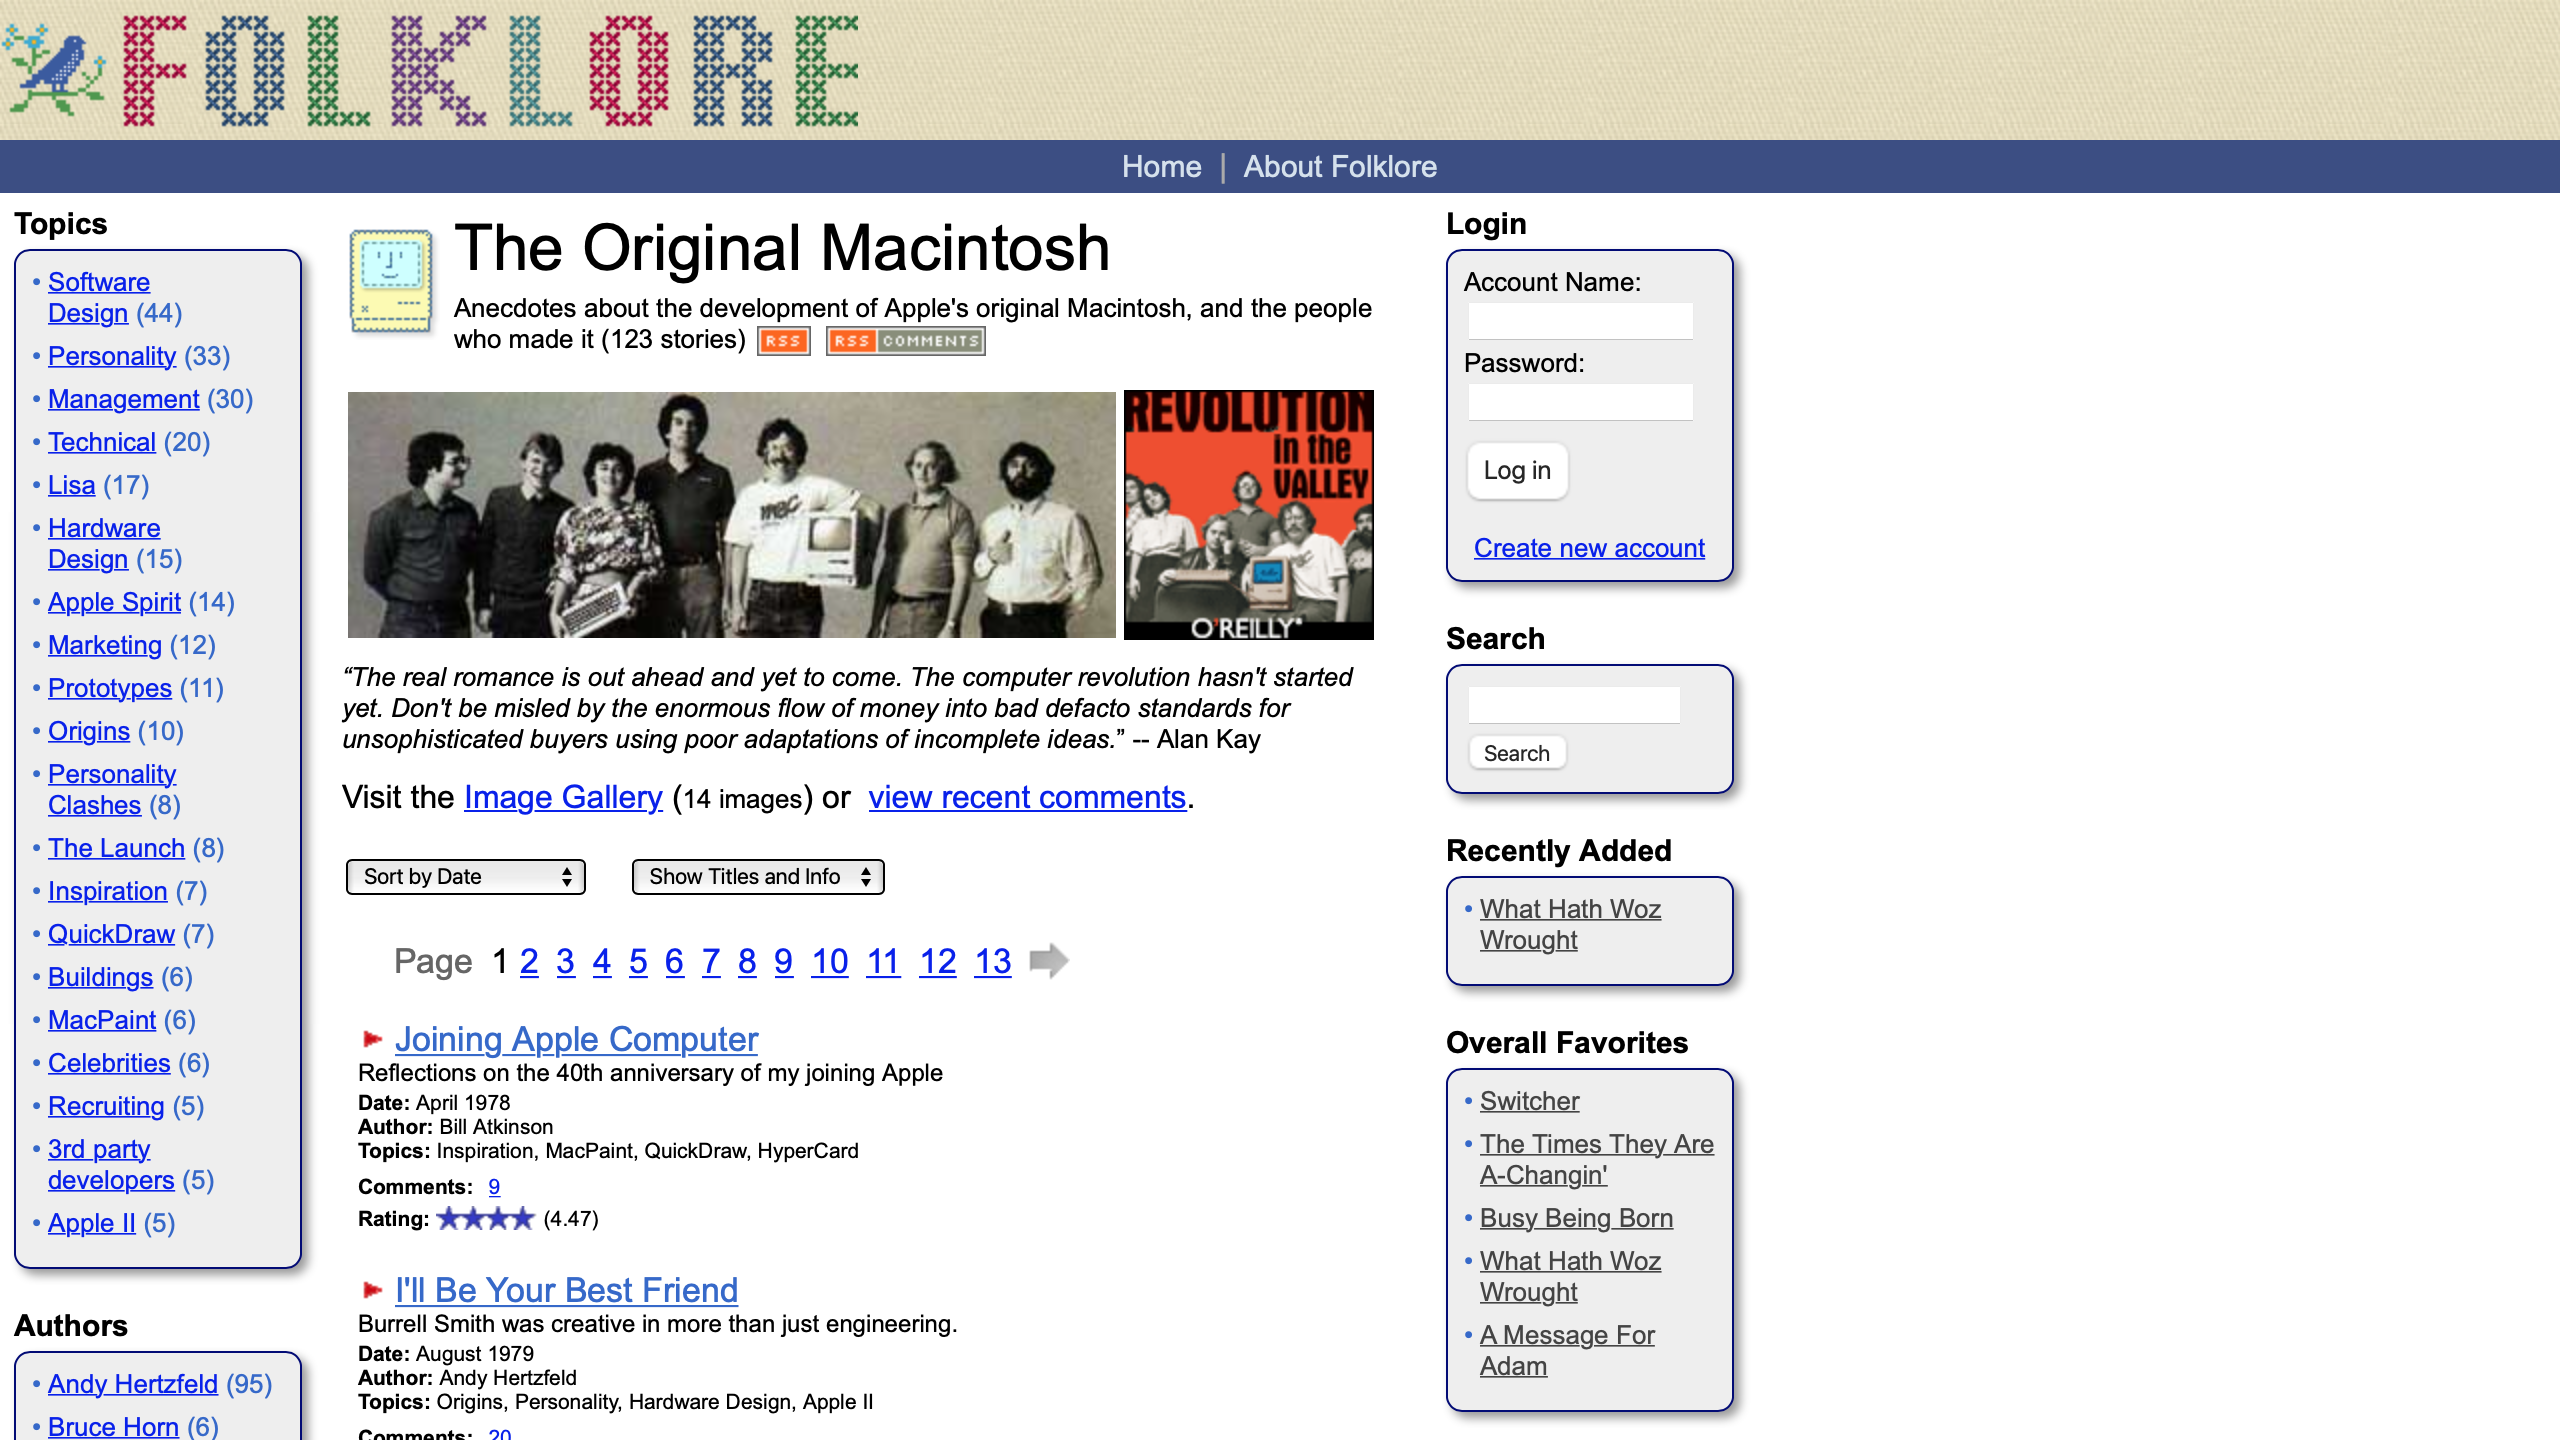 FOLKLORE
Home | About Folklore
Topics
• Software
Design (44)
• Personality (33)
• Management (30)
• Technical (20)
• Lisa (17)
• Hardware
Design (15)
• Apple Spirit (14)
• Marketing (12)
• Prototypes (11)
• Origins (10)
• Personality
Clashes (8)
• The Launch (8)
• Inspiration (7)
• QuickDraw (7)
• Buildings (6)
• MacPaint (6)
• Celebrities (6)
• Recruiting (5)
• 3rd party
developers (5)
• Apple II (5)
Authors
• Andy Hertzfeld (95)
• Bruce Horn (6)
The Original Macintosh
Anecdotes about the development of Apple's original Macintosh, and the people
who made it (123 stories) RSS RSS COMMENTS
REVOLUTION
in the
VALLEY
O'REILLY®
“The real romance is out ahead and yet to come. The computer revolution hasn't started
yet. Don't be misled by the enormous flow of money into bad defacto standards for
unsophisticated buyers using poor adaptations of incomplete ideas.” -- Alan Kay
Visit the Image Gallery (14 images) or view recent comments.
Sort by Date Show Titles and Info
Page 1 2 3 4 5 6 7 8 9 10 11 12 13
Joining Apple Computer
Reflections on the 40th anniversary of my joining Apple
Date: April 1978
Author: Bill Atkinson
Topics: Inspiration, MacPaint, QuickDraw, HyperCard
Comments: 9
Rating: ★★★★ (4.47)
I'll Be Your Best Friend
Burrell Smith was creative in more than just engineering.
Date: August 1979
Author: Andy Hertzfeld
Topics: Origins, Personality, Hardware Design, Apple II
Comments: 20
Login
Account Name:
Password:
Log in
Create new account
Search
Search
Recently Added
• What Hath Woz
Wrought
Overall Favorites
• Switcher
• The Times They Are
A-Changin'
• Busy Being Born
• What Hath Woz
Wrought
• A Message For
Adam